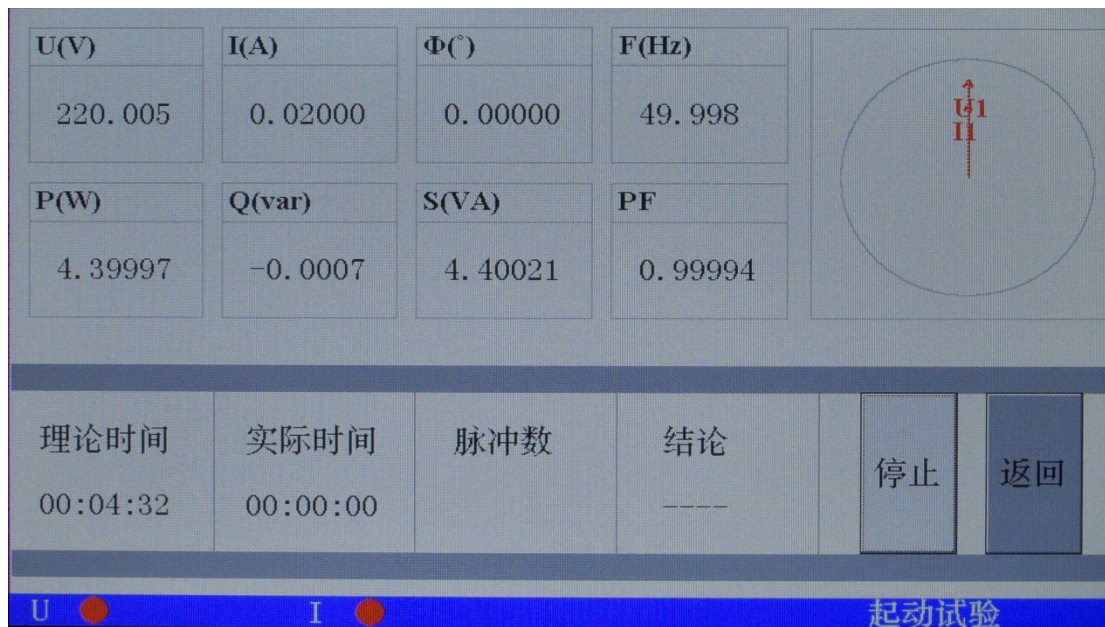 U(V) I(A) Φ(°) F(Hz)
220.005 0.02000 0.00000 49.998
U1
I1
P(W) Q(var) S(VA) PF
4.39997 -0.0007 4.40021 0.99994
理论时间 实际时间 脉冲数 结论
停止 返回
00:04:32 00:00:00 ----
U I 起动试验